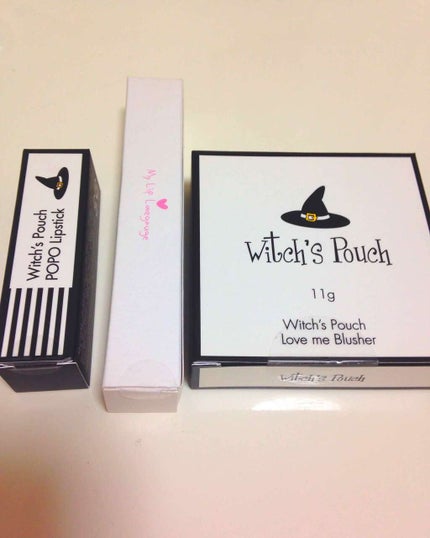 Witch's Pouch
POPO Lipstick
My Lip Language
Witch's Pouch
11g
Witch's Pouch
Love me Blusher
Witch's Pouch